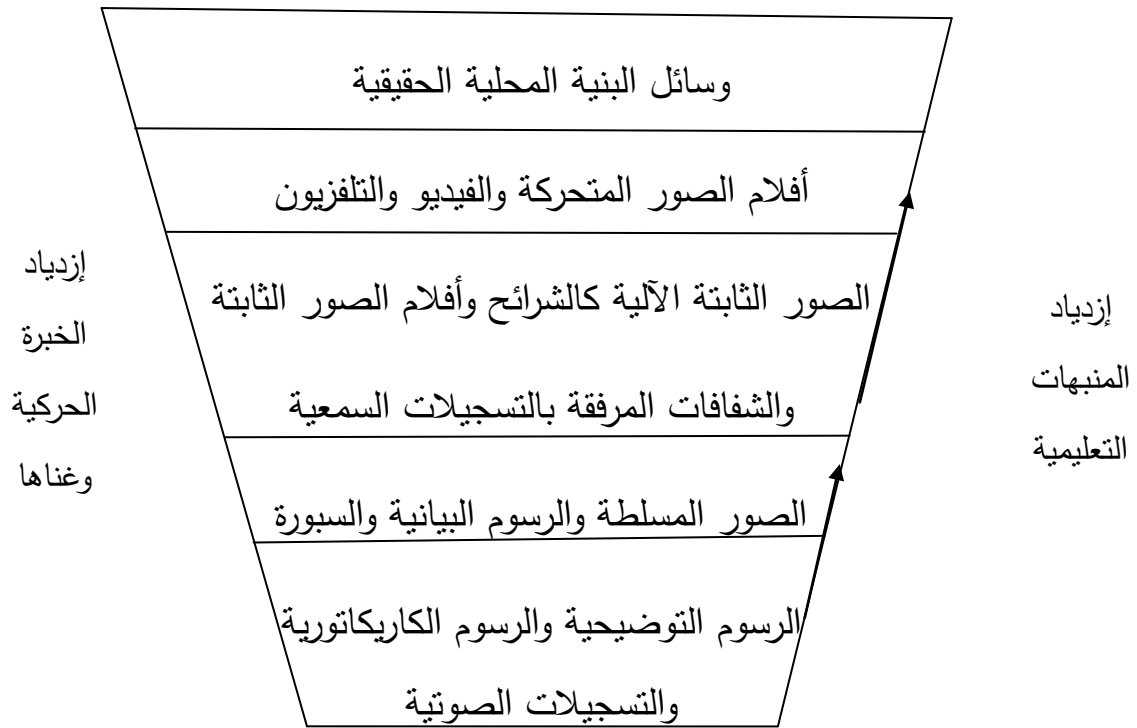 وسائل البنية المحلية الحقيقية
أفلام الصور المتحركة والفيديو والتلفزيون
الصور الثابتة الآلية كالشرائح وأفلام الصور الثابتة
والشفافات المرفقة بالتسجيلات السمعية
الصور المسلطة والرسوم البيانية والسبورة
الرسوم التوضيحية والرسوم الكاريكاتورية
والتسجيلات الصوتية
إزدياد
المنبهات
التعليمية
إزدياد
الخبرة
الحركية
وغناها